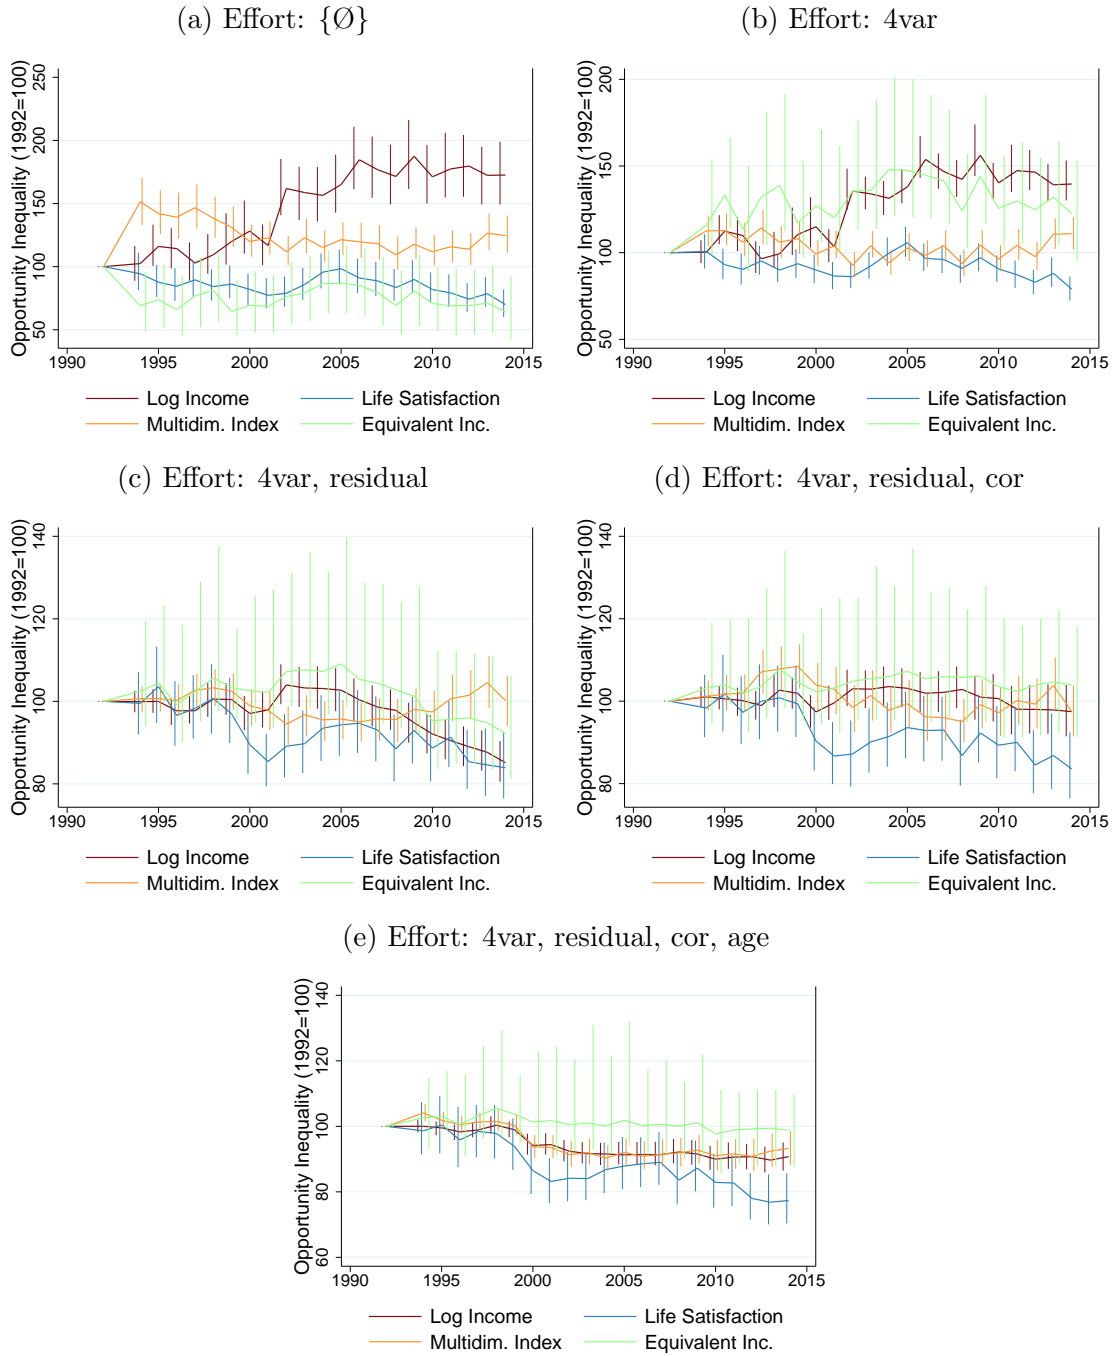 (a) Effort: {Ø}
Opportunity Inequality (1992=100)
250
200
150
100
50
1990 1995 2000 2005 2010 2015
Log Income Life Satisfaction
Multidim. Index Equivalent Inc.
(b) Effort: 4var
Opportunity Inequality (1992=100)
200
150
100
50
1990 1995 2000 2005 2010 2015
Log Income Life Satisfaction
Multidim. Index Equivalent Inc.
(c) Effort: 4var, residual
Opportunity Inequality (1992=100)
140
120
100
80
1990 1995 2000 2005 2010 2015
Log Income Life Satisfaction
Multidim. Index Equivalent Inc.
(d) Effort: 4var, residual, cor
Opportunity Inequality (1992=100)
140
120
100
80
1990 1995 2000 2005 2010 2015
Log Income Life Satisfaction
Multidim. Index Equivalent Inc.
(e) Effort: 4var, residual, cor, age
Opportunity Inequality (1992=100)
140
120
100
80
60
1990 1995 2000 2005 2010 2015
Log Income Life Satisfaction
Multidim. Index Equivalent Inc.